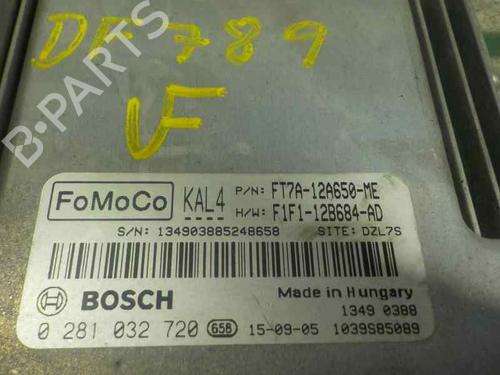 DF789
V
B-PARTS
FoMoCo KAL4 P/N: FT7A-12A650-ME
H/W: F1F1-12B684-AD
S/N: 134903885248658 SITE: DZL7S
BOSCH Made in Hungary
1349 0388
0 281 032 720 658 15-09-05 1039S85089